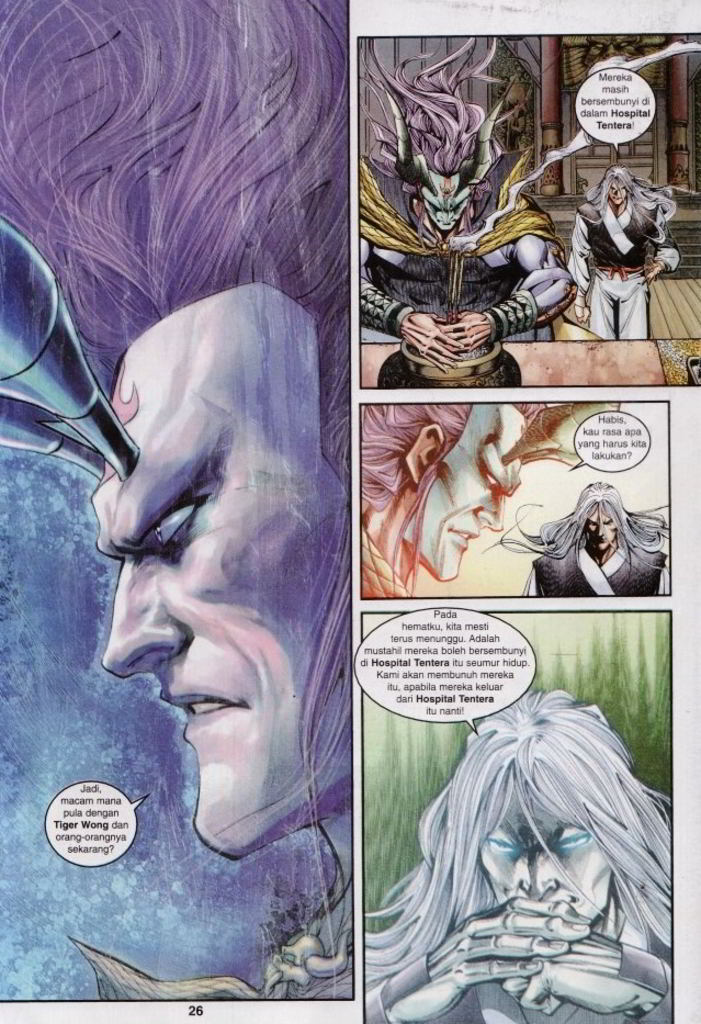 Jadi,
macam mana
pula dengan
Tiger Wong dan
orang-orangnya
sekarang?
Mereka
masih
bersembunyi di
dalam Hospital
Tentera!
Habis,
kau rasa apa
yang harus kita
lakukan?
Pada
hematku, kita mesti
terus menunggu. Adalah
mustahil mereka boleh bersembunyi
di Hospital Tentera itu seumur hidup.
Kami akan membunuh mereka
itu, apabila mereka keluar
dari Hospital Tentera
itu nanti!
26